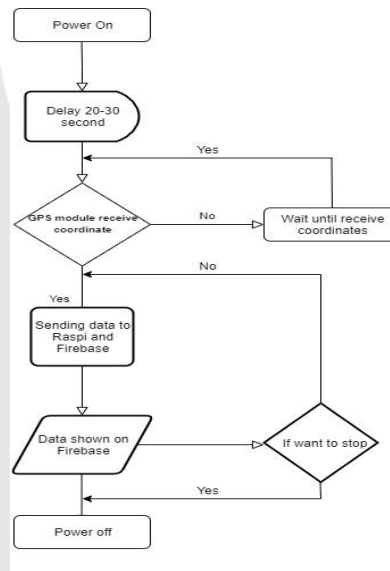 Power On
Delay 20-30
second
Yes
GPS module receive
coordinate
No
Wait until receive
coordinates
No
Yes
Sending data to
Raspi and
Firebase
Data shown on
Firebase
If want to stop
Yes
Power off